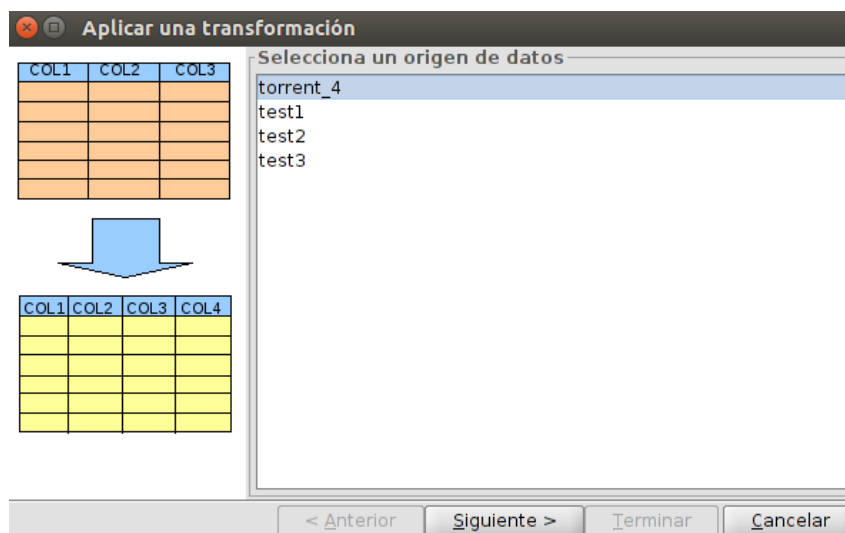 Aplicar una transformación
COL1 COL2 COL3
COL1 COL2 COL3 COL4
Selecciona un origen de datos
torrent_4
test1
test2
test3
< Anterior Siguiente > Terminar Cancelar